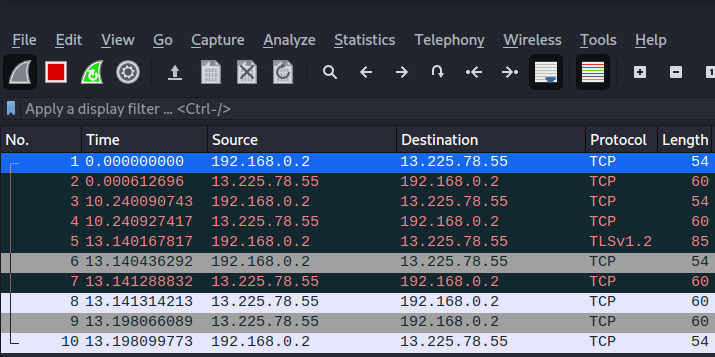 File Edit View Go Capture Analyze Statistics Telephony Wireless Tools Help
1
Apply a display filter ... <Ctrl-/>
No. Time Source Destination Protocol Length
1 0.000000000 192.168.0.2 13.225.78.55 TCP 54
2 0.000612696 13.225.78.55 192.168.0.2 TCP 60
3 10.240090743 192.168.0.2 13.225.78.55 TCP 54
4 10.240927417 13.225.78.55 192.168.0.2 TCP 60
5 13.140167817 192.168.0.2 13.225.78.55 TLSv1.2 85
6 13.140436292 192.168.0.2 13.225.78.55 TCP 54
7 13.141288832 13.225.78.55 192.168.0.2 TCP 60
8 13.141314213 13.225.78.55 192.168.0.2 TCP 60
9 13.198066089 13.225.78.55 192.168.0.2 TCP 60
10 13.198099773 192.168.0.2 13.225.78.55 TCP 54